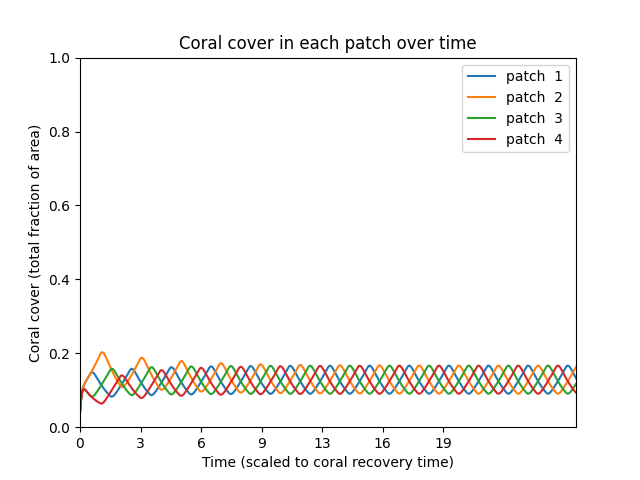 Coral cover in each patch over time
Coral cover (total fraction of area)
1.0
0.8
0.6
0.4
0.2
0.0
patch 1
patch 2
patch 3
patch 4
0 3 6 9 13 16 19
Time (scaled to coral recovery time)